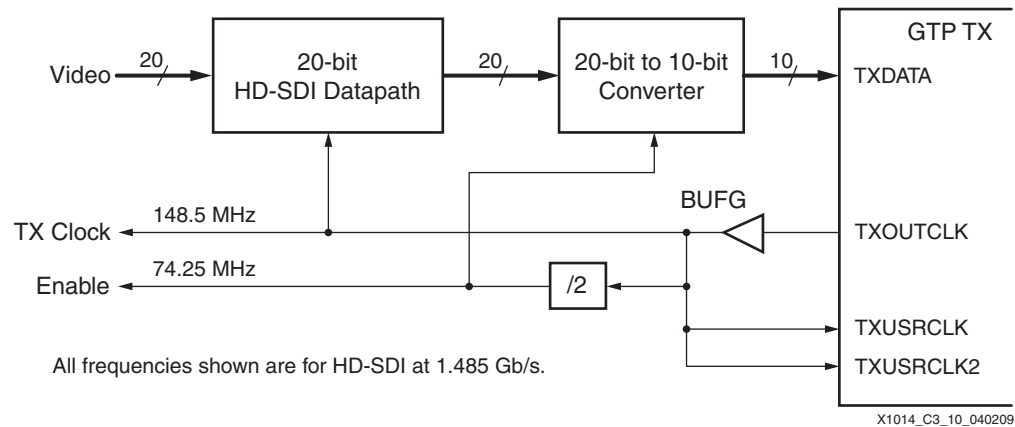 GTP TX
Video
20
20-bit
HD-SDI Datapath
20
20-bit to 10-bit
Converter
10
TXDATA
BUFG
TX Clock
148.5 MHz
TXOUTCLK
Enable
74.25 MHz
/2
TXUSRCLK
TXUSRCLK2
All frequencies shown are for HD-SDI at 1.485 Gb/s.
X1014_C3_10_040209